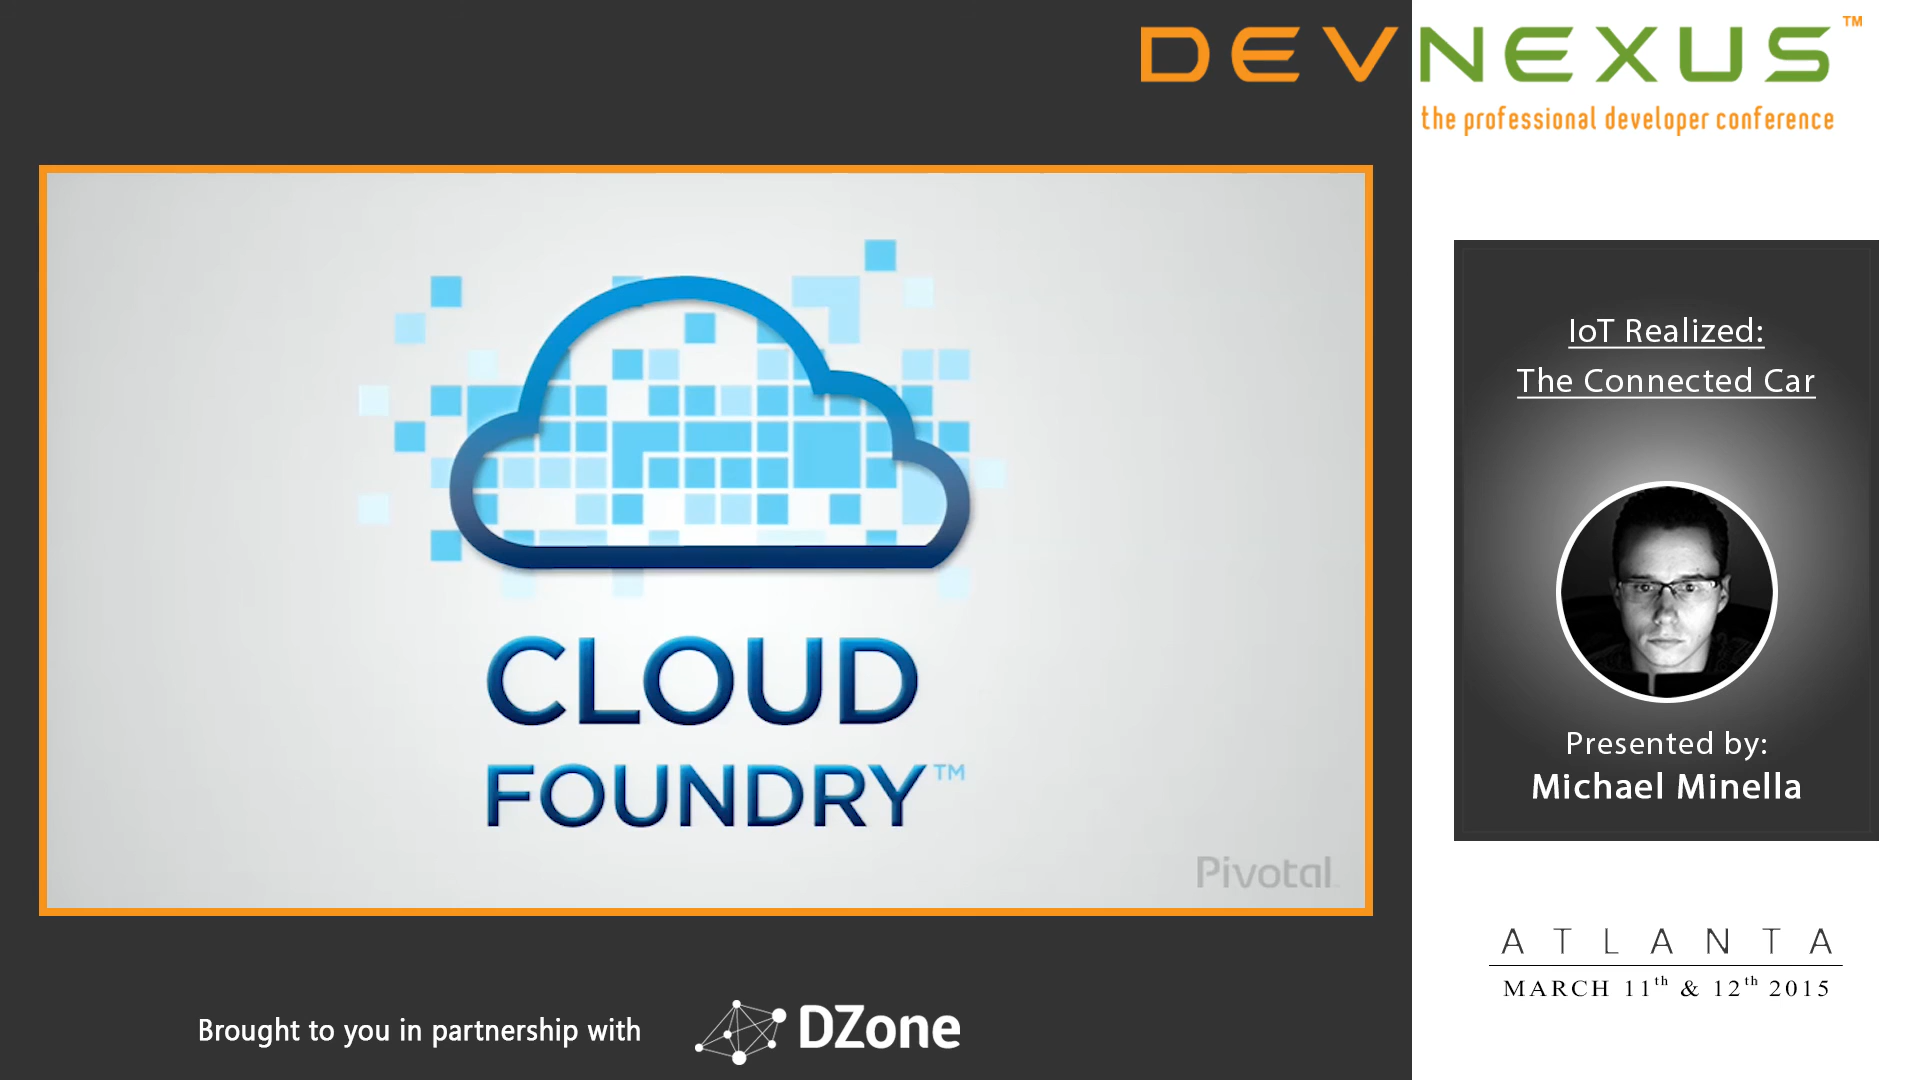 DEVNEXUS™
the professional developer conference
CLOUD
FOUNDRY™
Pivotal™
IoT Realized:
The Connected Car
Presented by:
Michael Minella
ATLANTA
MARCH 11th & 12th 2015
Brought to you in partnership with
DZone